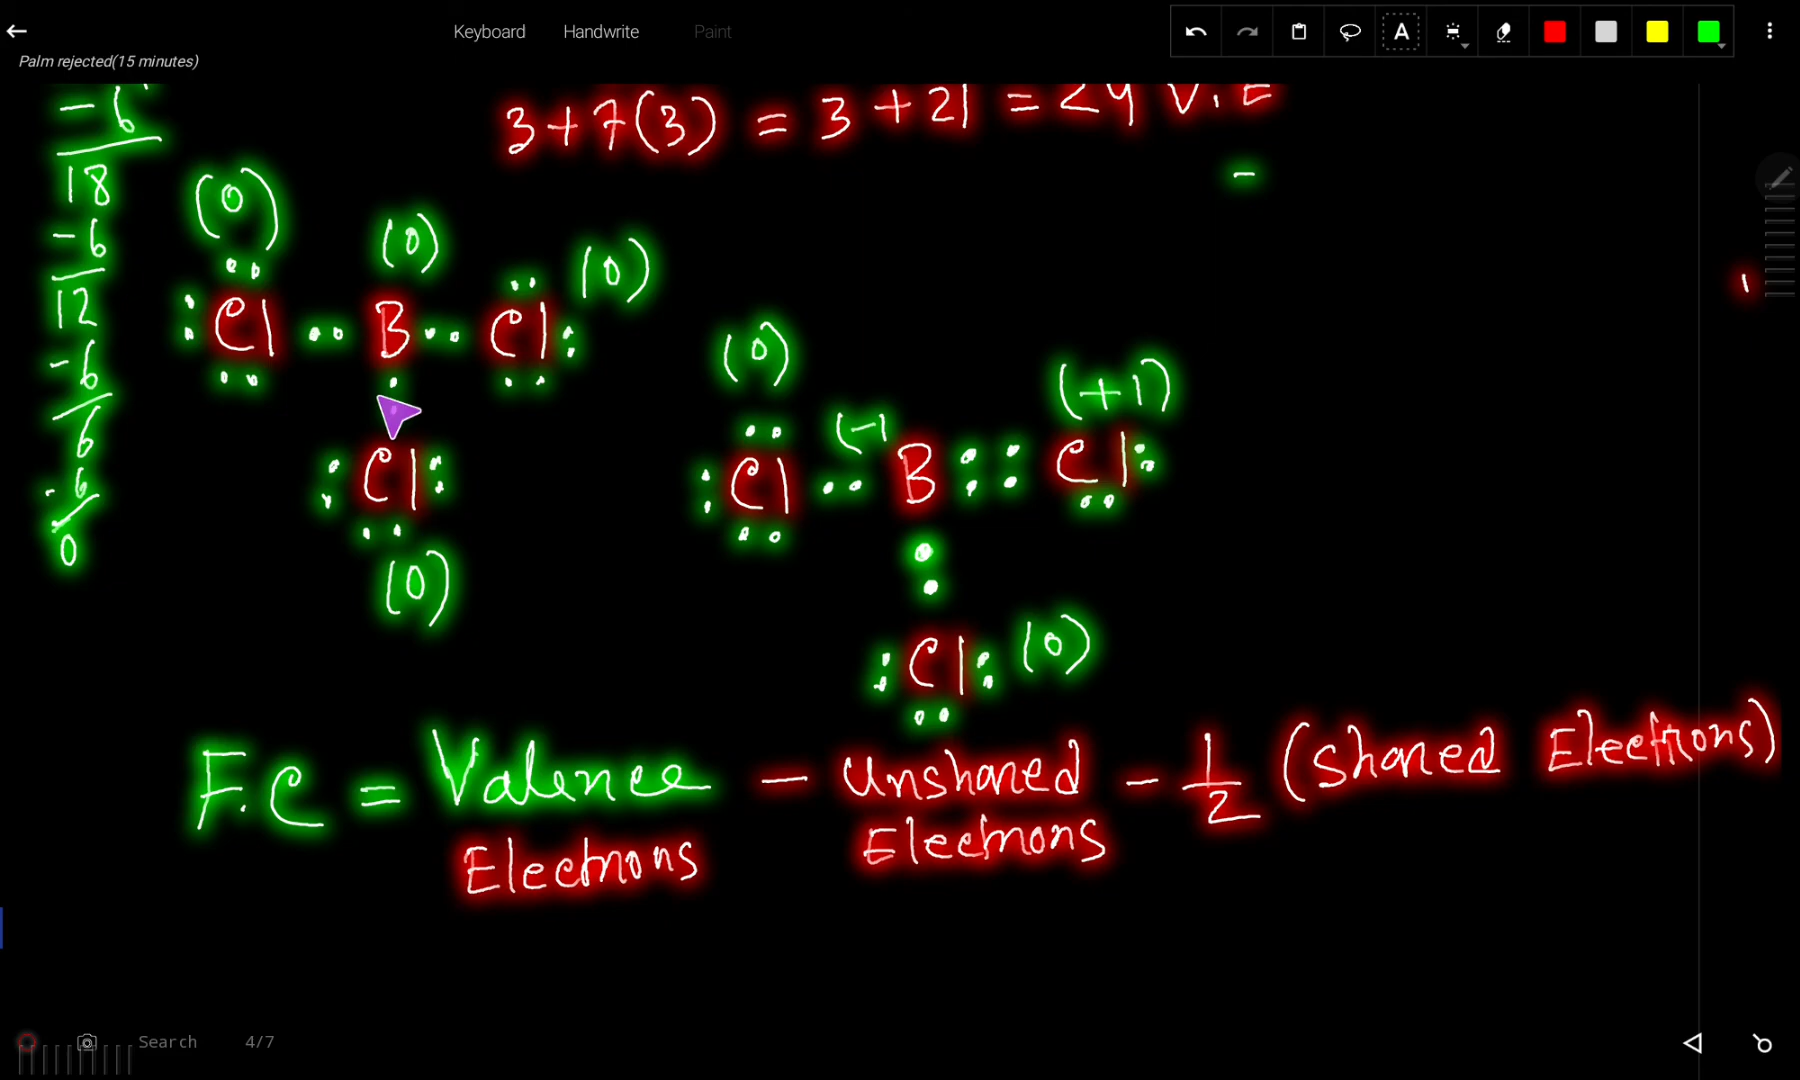 Keyboard Handwrite Paint
A
Palm rejected(15 minutes)
3+7(3) = 3 +21 = 24 V.E
-
-6
18
-6
12
-6
6
-6
0
(0) (0) (0)
Cl B Cl
Cl
(0)
(0) (-1 (+1)
Cl B Cl
Cl (0)
F.C = Valence - Unshared - 1/2 (Shared Electrons)
Electrons Electrons
Search 4/7